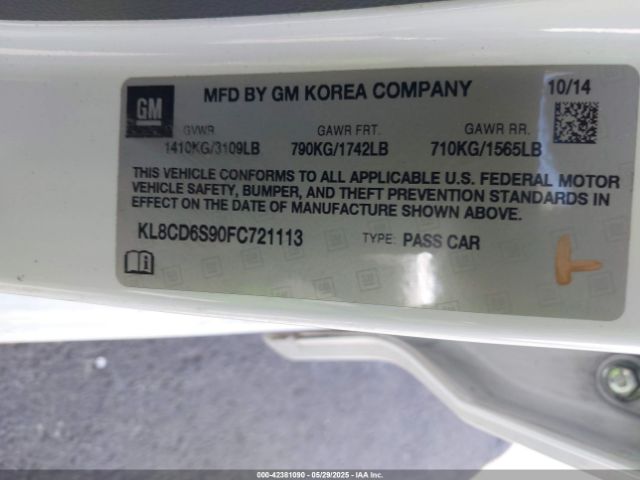 GM
MFD BY GM KOREA COMPANY
10/14
GVWR GAWR FRT. GAWR RR.
1410KG/3109LB 790KG/1742LB 710KG/1565LB
THIS VEHICLE CONFORMS TO ALL APPLICABLE U.S. FEDERAL MOTOR
VEHICLE SAFETY, BUMPER, AND THEFT PREVENTION STANDARDS IN
EFFECT ON THE DATE OF MANUFACTURE SHOWN ABOVE.
KL8CD6S90FC721113 TYPE: PASS CAR
000-42381090 - 05/29/2025 - IAAI, Inc.